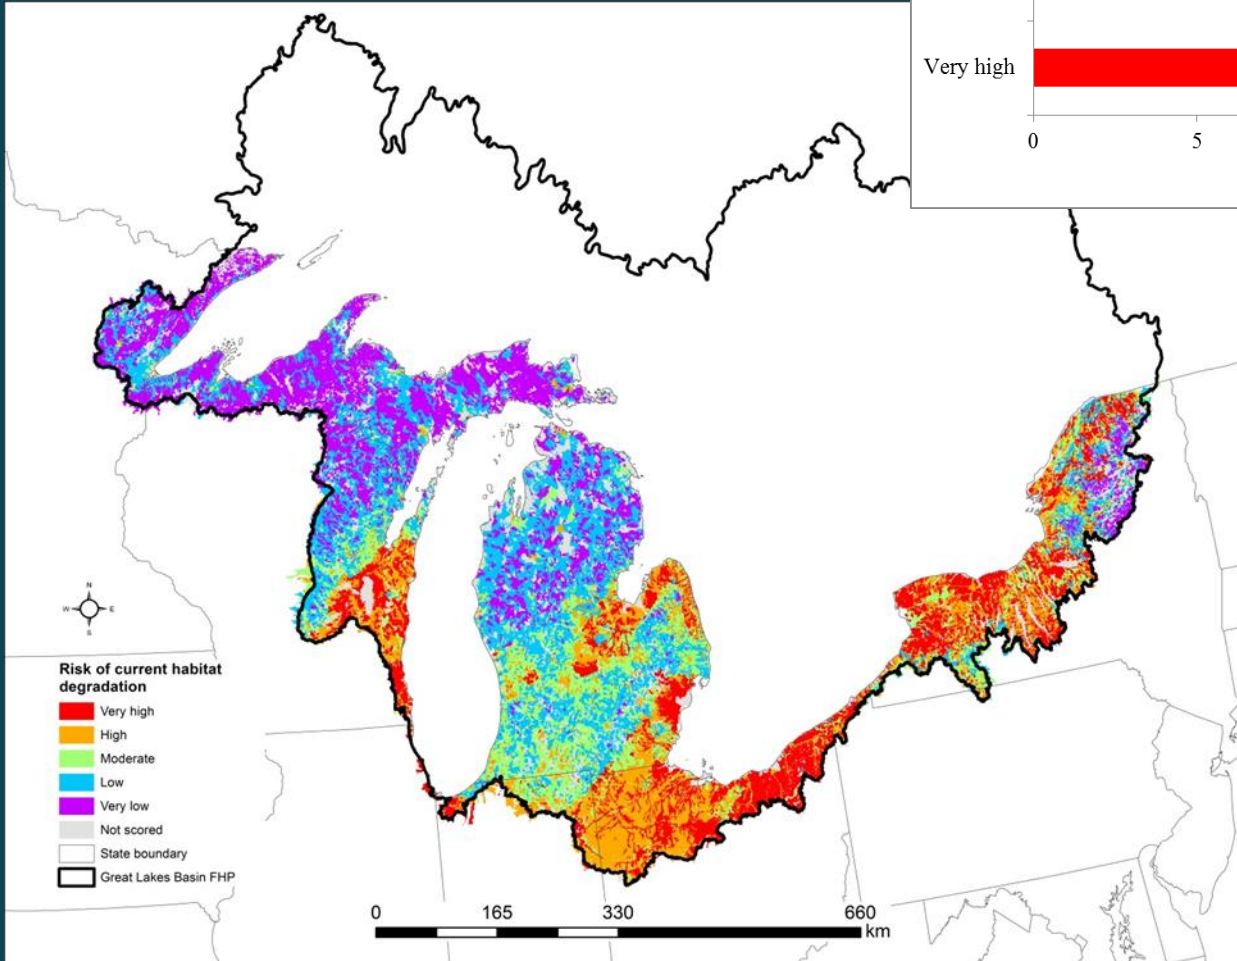 Very high
0 5
N
W E
S
Risk of current habitat
degradation
Very high
High
Moderate
Low
Very low
Not scored
State boundary
Great Lakes Basin FHP
0 165 330 660
km